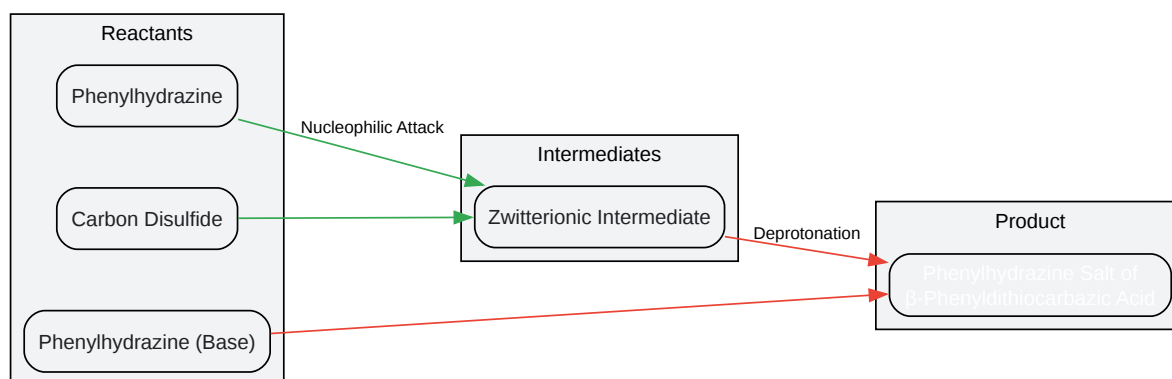 Reactants
Phenylhydrazine
Nucleophilic Attack
Intermediates
Carbon Disulfide
Zwitterionic Intermediate
Deprotonation
Product
Phenylhydrazine Salt of
β-Phenyldithiocarbazic Acid
Phenylhydrazine (Base)